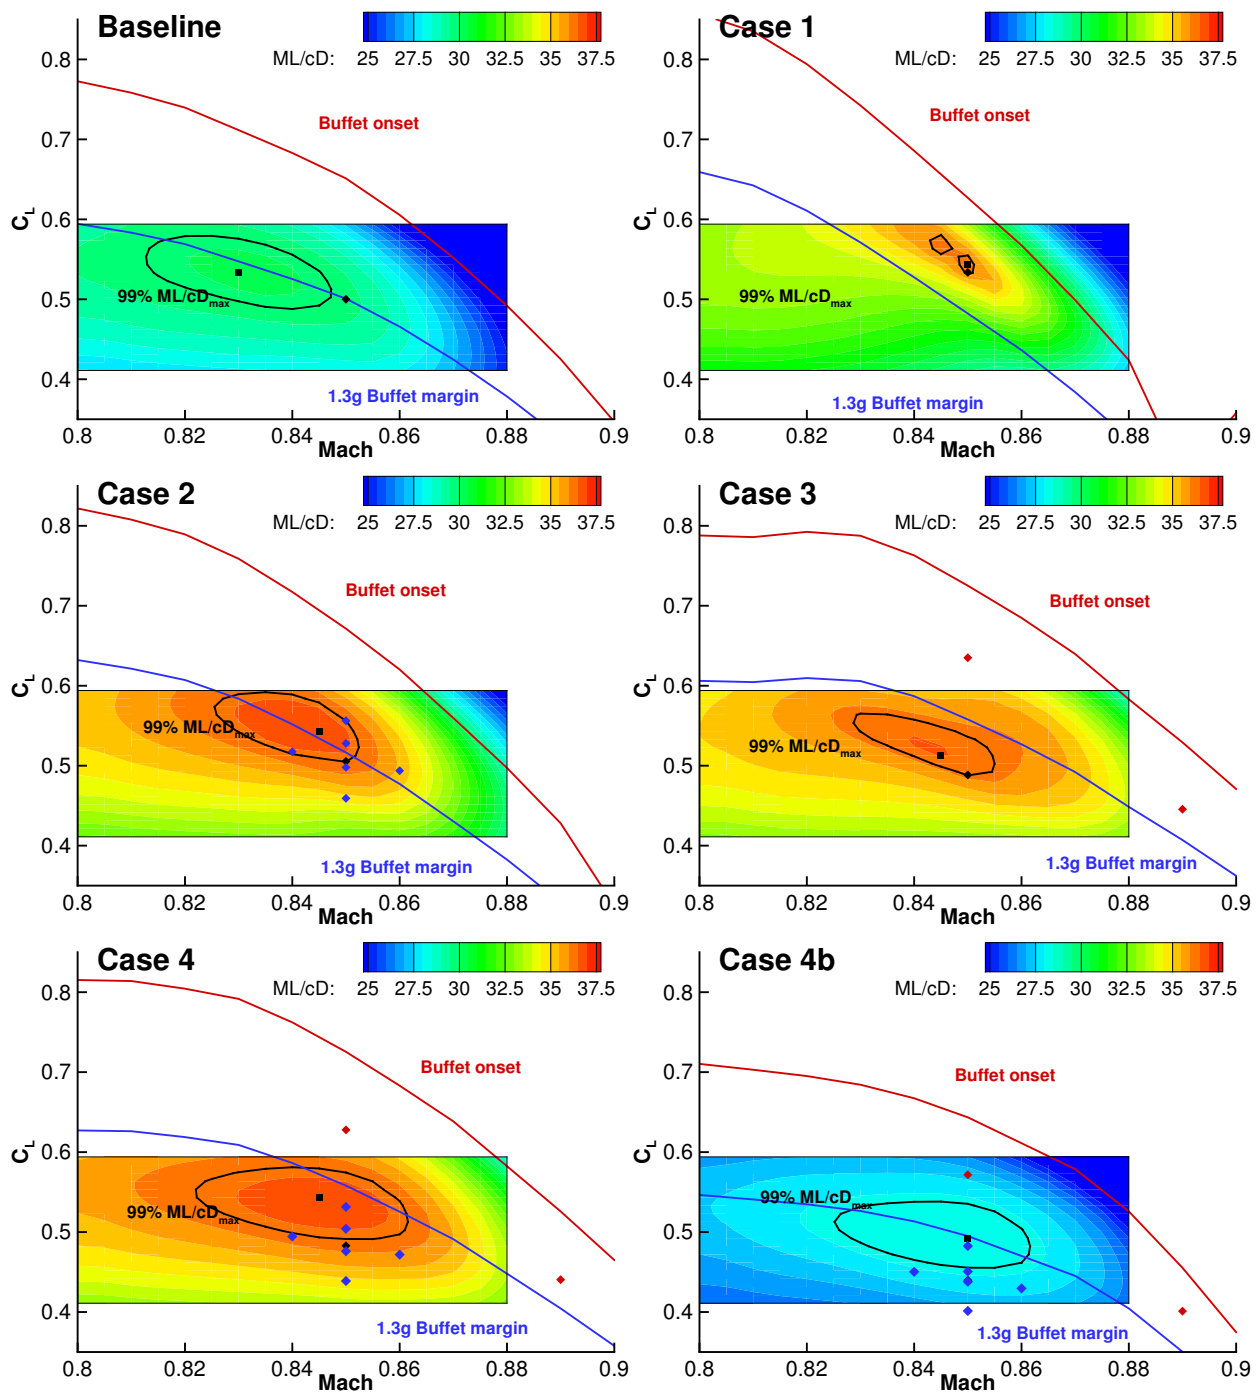 Baseline
ML/cD: 25 27.5 30 32.5 35 37.5
0.8
Buffet onset
0.7
C_L 0.6
99% ML/cD_max
0.5
0.4
1.3g Buffet margin
0.8 0.82 0.84 0.86 0.88 0.9
Mach
Case 1
ML/cD: 25 27.5 30 32.5 35 37.5
0.8
Buffet onset
0.7
C_L 0.6
99% ML/cD_max
0.5
0.4
1.3g Buffet margin
0.8 0.82 0.84 0.86 0.88 0.9
Mach
Case 2
ML/cD: 25 27.5 30 32.5 35 37.5
0.8
Buffet onset
0.7
C_L 0.6
99% ML/cD_max
0.5
0.4
1.3g Buffet margin
0.8 0.82 0.84 0.86 0.88 0.9
Mach
Case 3
ML/cD: 25 27.5 30 32.5 35 37.5
0.8
Buffet onset
0.7
C_L 0.6
99% ML/cD_max
0.5
0.4
1.3g Buffet margin
0.8 0.82 0.84 0.86 0.88 0.9
Mach
Case 4
ML/cD: 25 27.5 30 32.5 35 37.5
0.8
Buffet onset
0.7
C_L 0.6
99% ML/cD_max
0.5
0.4
1.3g Buffet margin
0.8 0.82 0.84 0.86 0.88 0.9
Mach
Case 4b
ML/cD: 25 27.5 30 32.5 35 37.5
0.8
Buffet onset
0.7
C_L 0.6
99% ML/cD_max
0.5
0.4
1.3g Buffet margin
0.8 0.82 0.84 0.86 0.88 0.9
Mach